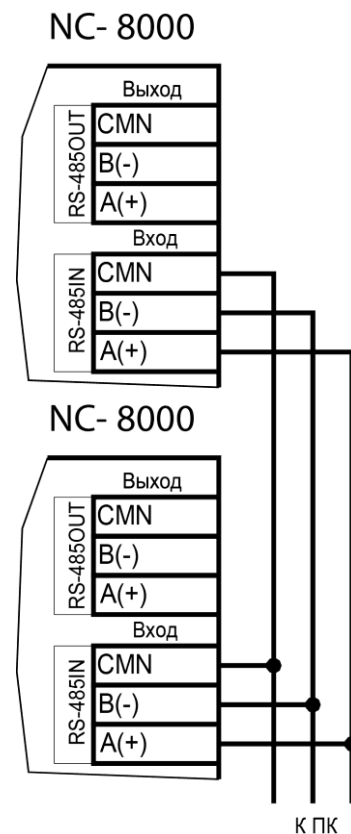 NC- 8000
Выход
RS-485OUT
CMN
B(-)
A(+)
Вход
RS-485IN
CMN
B(-)
A(+)
NC- 8000
Выход
RS-485OUT
CMN
B(-)
A(+)
Вход
RS-485IN
CMN
B(-)
A(+)
К ПК